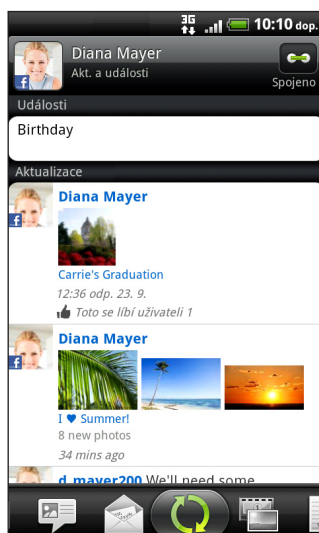 3G 10:10 dop.
Diana Mayer
Akt. a události
Spojeno
Události
Birthday
Aktualizace
Diana Mayer
Carrie's Graduation
12:36 odp. 23. 9.
Toto se líbí uživateli 1
Diana Mayer
I ♥ Summer!
8 new photos
34 mins ago
d_mayer200 We'll need some